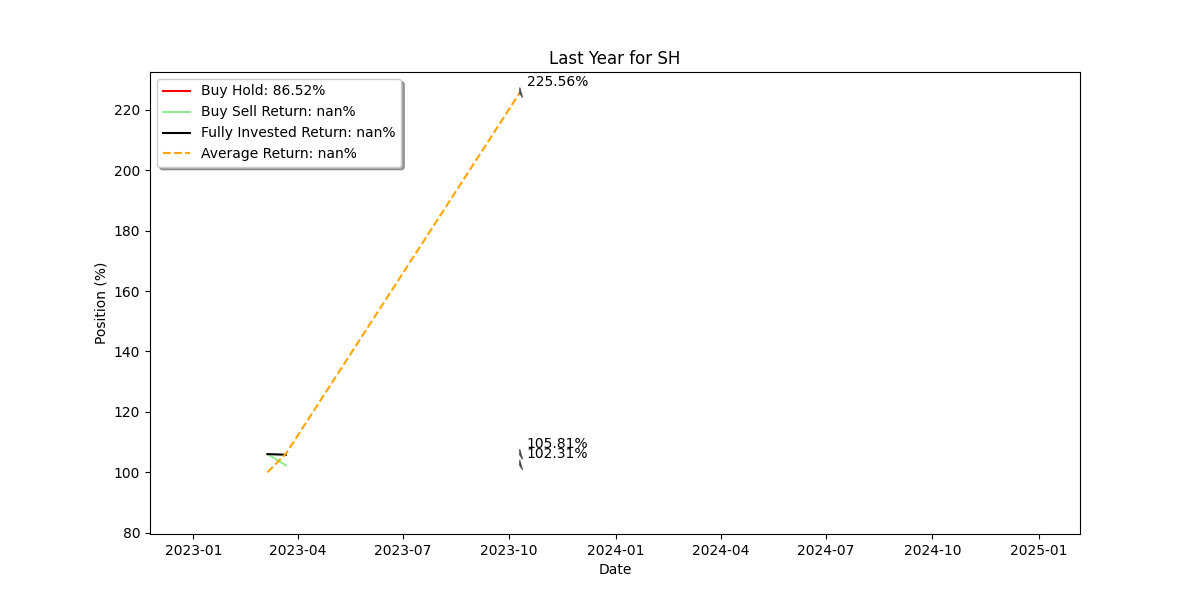 Last Year for SH
225.56%
Buy Hold: 86.52%
Buy Sell Return: nan%
Fully Invested Return: nan%
Average Return: nan%
220
200
180
160
140
120
100
80
Position (%)
105.81%
102.31%
2023-01
2023-04
2023-07
2023-10
2024-01
2024-04
2024-07
2024-10
2025-01
Date